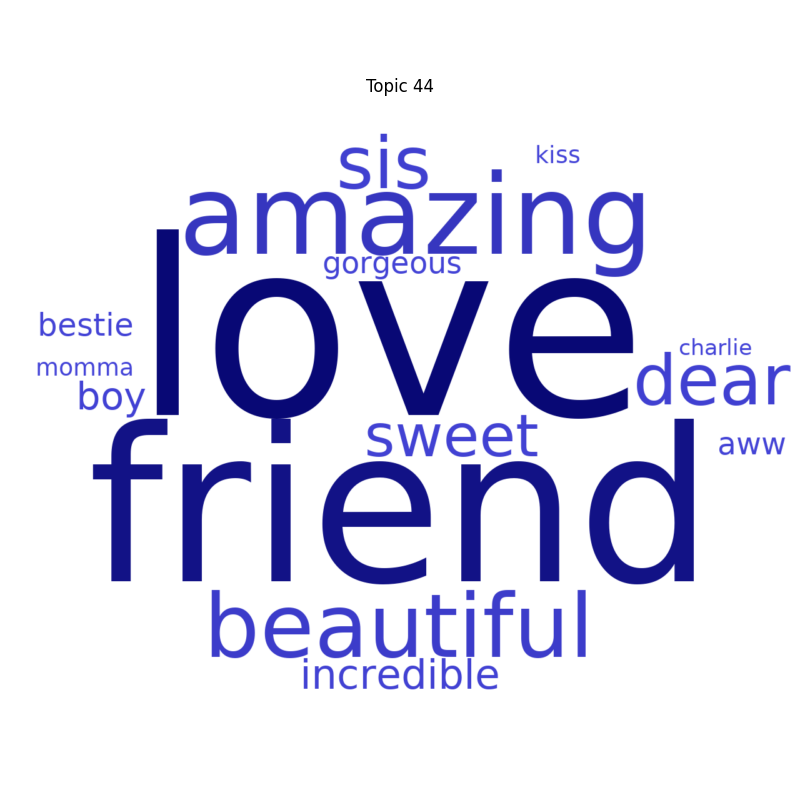 Topic 44
sis
kiss
amazing
gorgeous
love
bestie
momma
boy
charlie
dear
sweet
aww
friend
beautiful
incredible